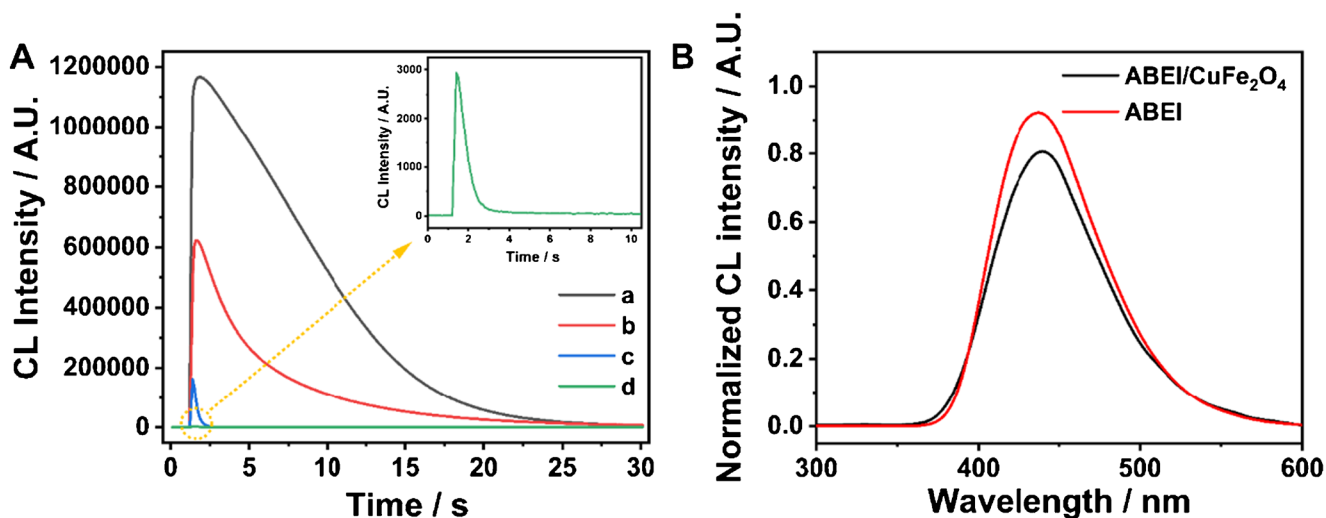 A
CL Intensity / A.U.
1200000
1000000
800000
600000
400000
200000
0
0 5 10 15 20 25 30
Time / s
CL Intensity / A.U.
3000
2000
1000
0
0 2 4 6 8 10
Time / s
a
b
c
d
B
Normalized CL intensity / A.U.
1.0
0.8
0.6
0.4
0.2
0.0
300 400 500 600
Wavelength / nm
ABEI/CuFe₂O₄
ABEI